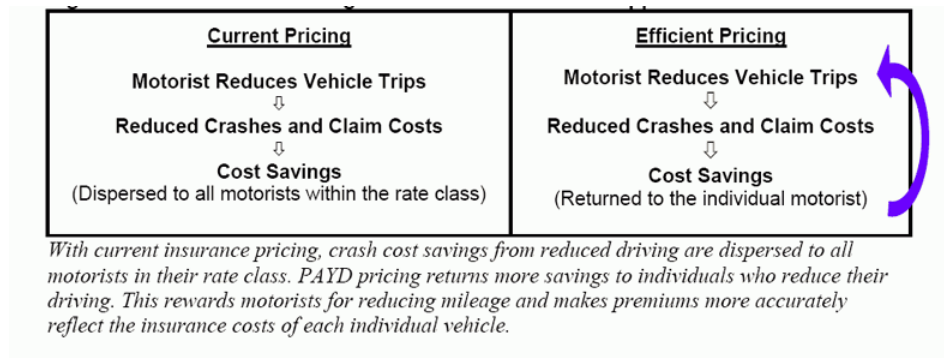 Current Pricing
Motorist Reduces Vehicle Trips
⇩
Reduced Crashes and Claim Costs
⇩
Cost Savings
(Dispersed to all motorists within the rate class)
Efficient Pricing
Motorist Reduces Vehicle Trips
⇩
Reduced Crashes and Claim Costs
⇩
Cost Savings
(Returned to the individual motorist)
With current insurance pricing, crash cost savings from reduced driving are dispersed to all
motorists in their rate class. PAYD pricing returns more savings to individuals who reduce their
driving. This rewards motorists for reducing mileage and makes premiums more accurately
reflect the insurance costs of each individual vehicle.